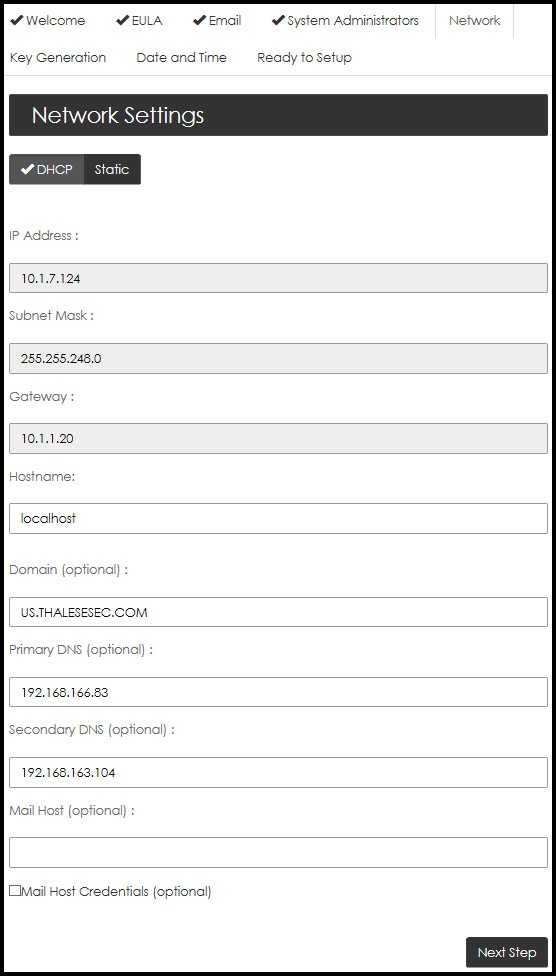 Welcome EULA Email System Administrators Network
Key Generation Date and Time Ready to Setup
Network Settings
DHCP Static
IP Address :
10.1.7.124
Subnet Mask :
255.255.248.0
Gateway :
10.1.1.20
Hostname:
localhost
Domain (optional) :
US.THALESESEC.COM
Primary DNS (optional) :
192.168.166.83
Secondary DNS (optional) :
192.168.163.104
Mail Host (optional) :
Mail Host Credentials (optional)
Next Step